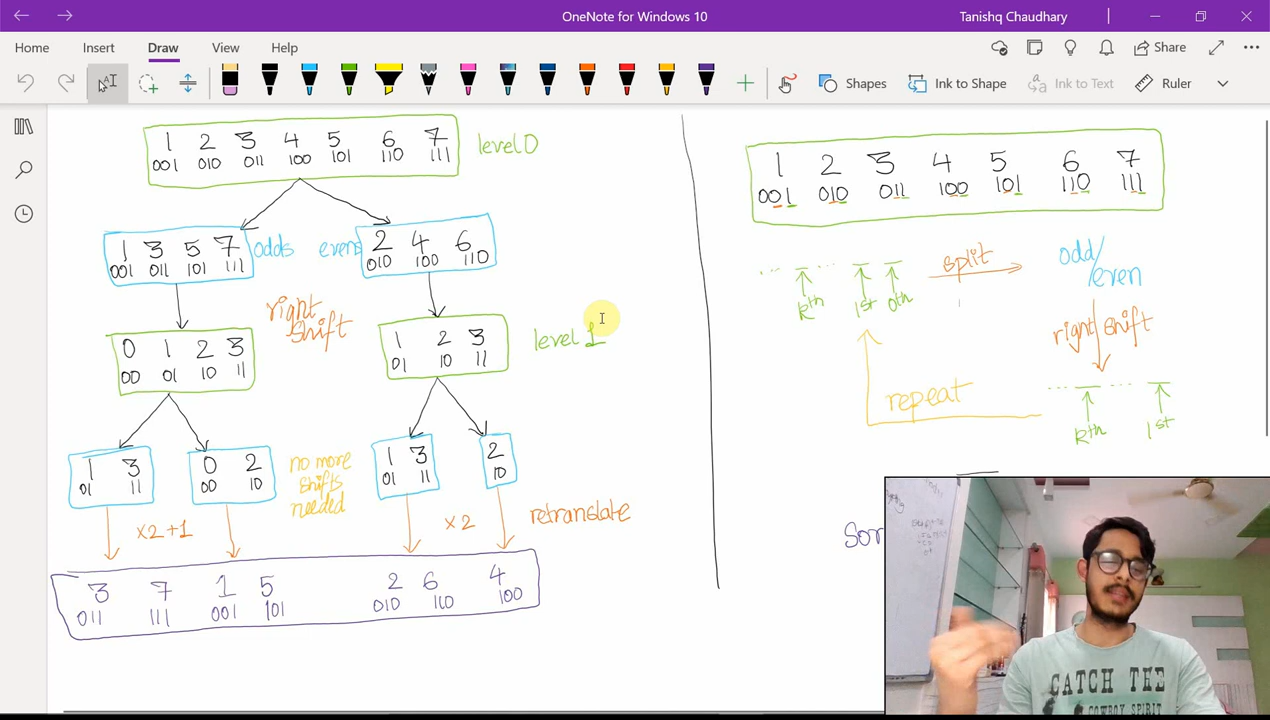 OneNote for Windows 10
Tanishq Chaudhary
Home Insert Draw View Help
Share
Shapes Ink to Shape Ink to Text Ruler
1 2 3 4 5 6 7
001 010 011 100 101 110 111
level 0
1 3 5 7
001 011 101 111
odds
evens
2 4 6
010 100 110
right
shift
0 1 2 3
00 01 10 11
1 2 3
01 10 11
level 1
1 3
01 11
0 2
00 10
no more
shifts
needed
1 3
01 11
2
10
x2+1
x2
retranslate
3 7 1 5 2 6 4
011 111 001 101 010 110 100
1 2 3 4 5 6 7
001 010 011 100 101 110 111
kth 1st 0th
split
odd/
even
right shift
repeat
kth 1st
CATCH THE
COWBOY SPIRIT